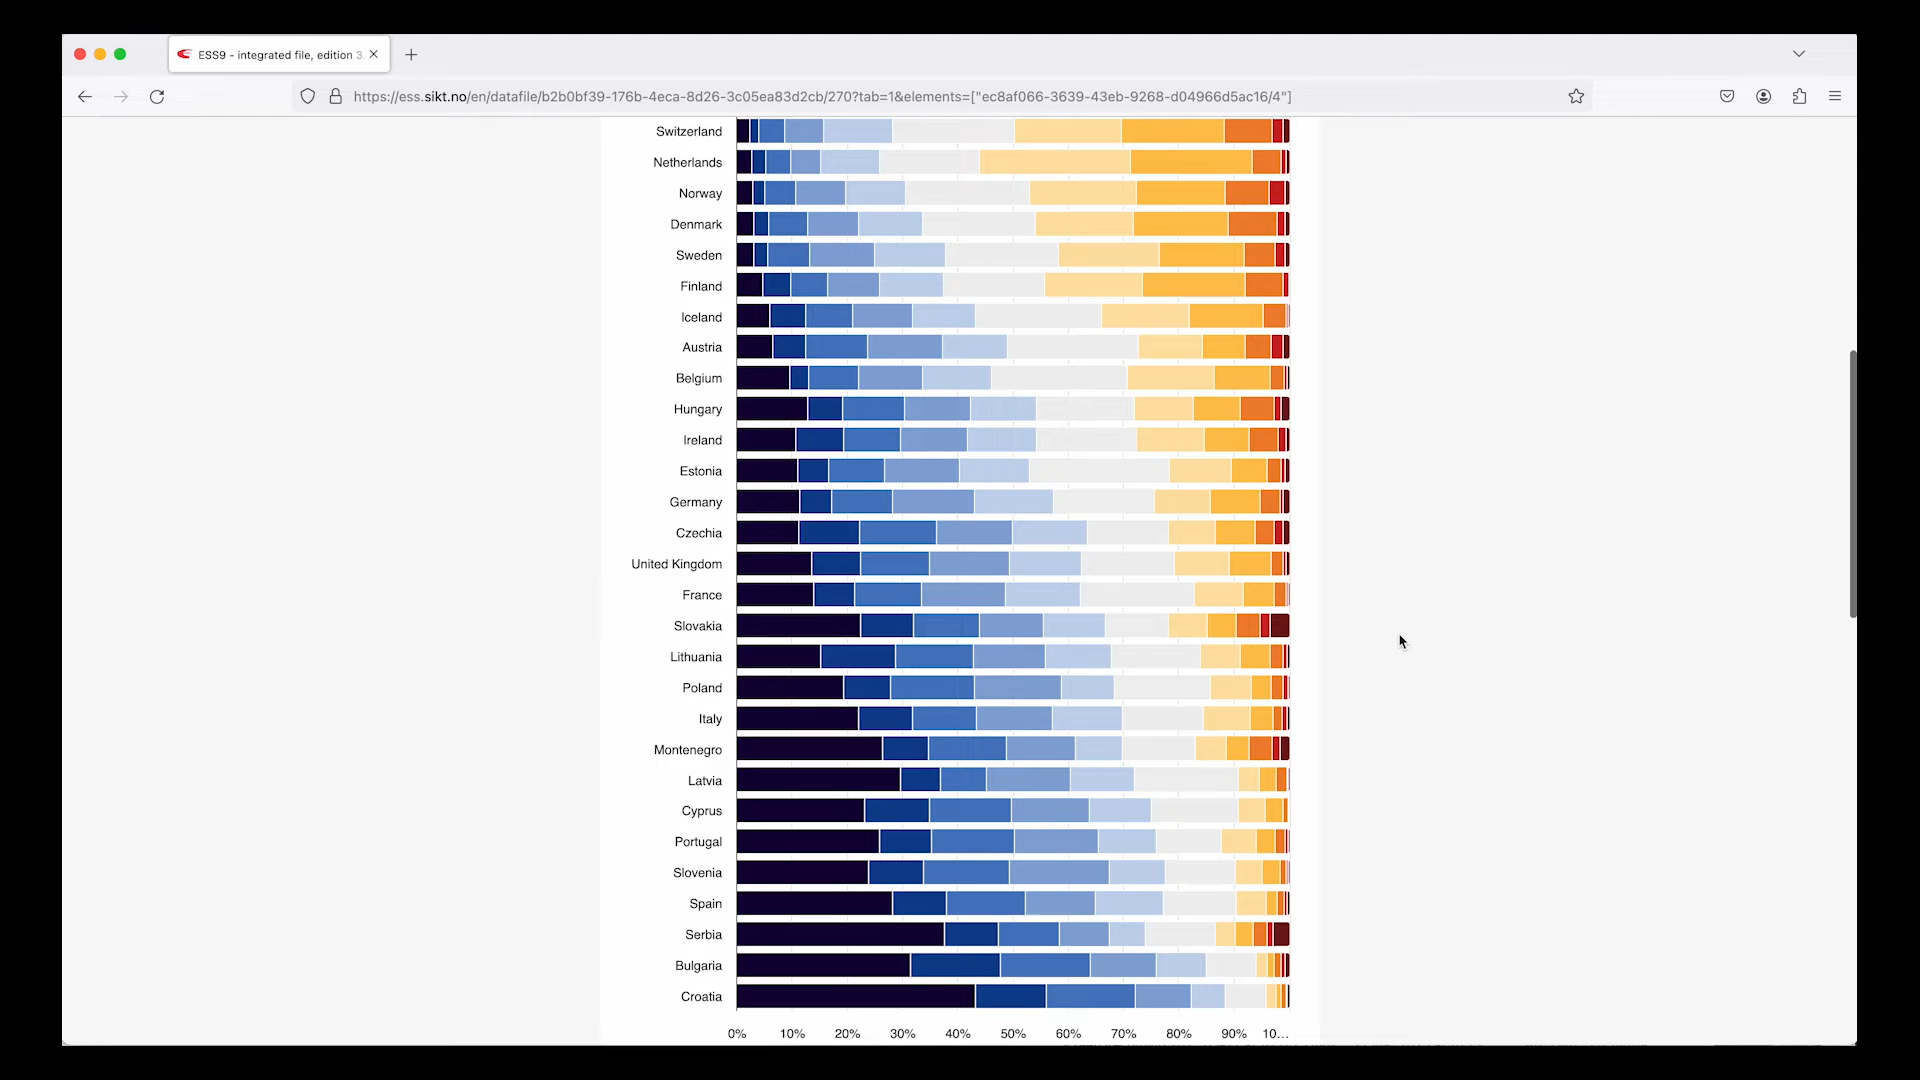 ESS9 - integrated file, edition 3.
https://ess.sikt.no/en/datafile/b2b0bf39-176b-4eca-8d26-3c05ea83d2cb/270?tab=1&elements=["ec8af066-3639-43eb-9268-d04966d5ac16/4"]
Switzerland
Netherlands
Norway
Denmark
Sweden
Finland
Iceland
Austria
Belgium
Hungary
Ireland
Estonia
Germany
Czechia
United Kingdom
France
Slovakia
Lithuania
Poland
Italy
Montenegro
Latvia
Cyprus
Portugal
Slovenia
Spain
Serbia
Bulgaria
Croatia
0% 10% 20% 30% 40% 50% 60% 70% 80% 90% 10...